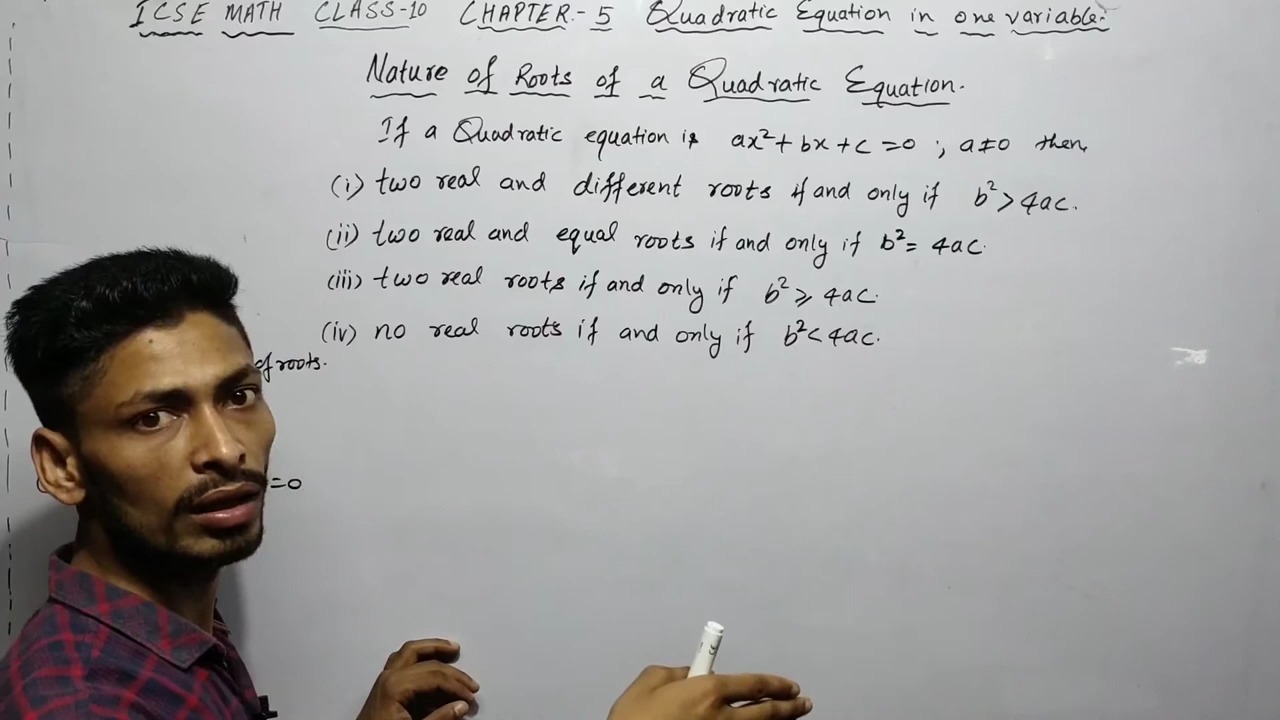 ICSE MATH CLASS-10 CHAPTER-5 Quadratic Equation in one variable:-
Nature of Roots of a Quadratic Equation.
If a Quadratic equation is ax²+bx+c=0 ; a≠0 then,
(i) two real and different roots if and only if b²>4ac.
(ii) two real and equal roots if and only if b²=4ac.
(iii) two real roots if and only if b²⩾4ac.
(iv) no real roots if and only if b²<4ac.
of roots.
=0